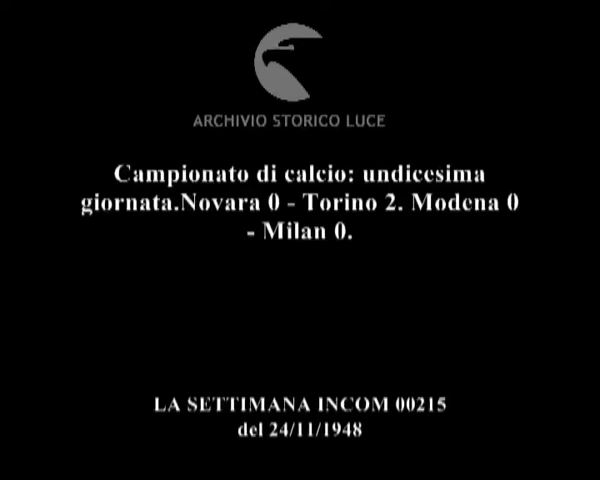 ARCHIVIO STORICO LUCE
Campionato di calcio: undicesima
giornata.Novara 0 - Torino 2. Modena 0
- Milan 0.
LA SETTIMANA INCOM 00215
del 24/11/1948